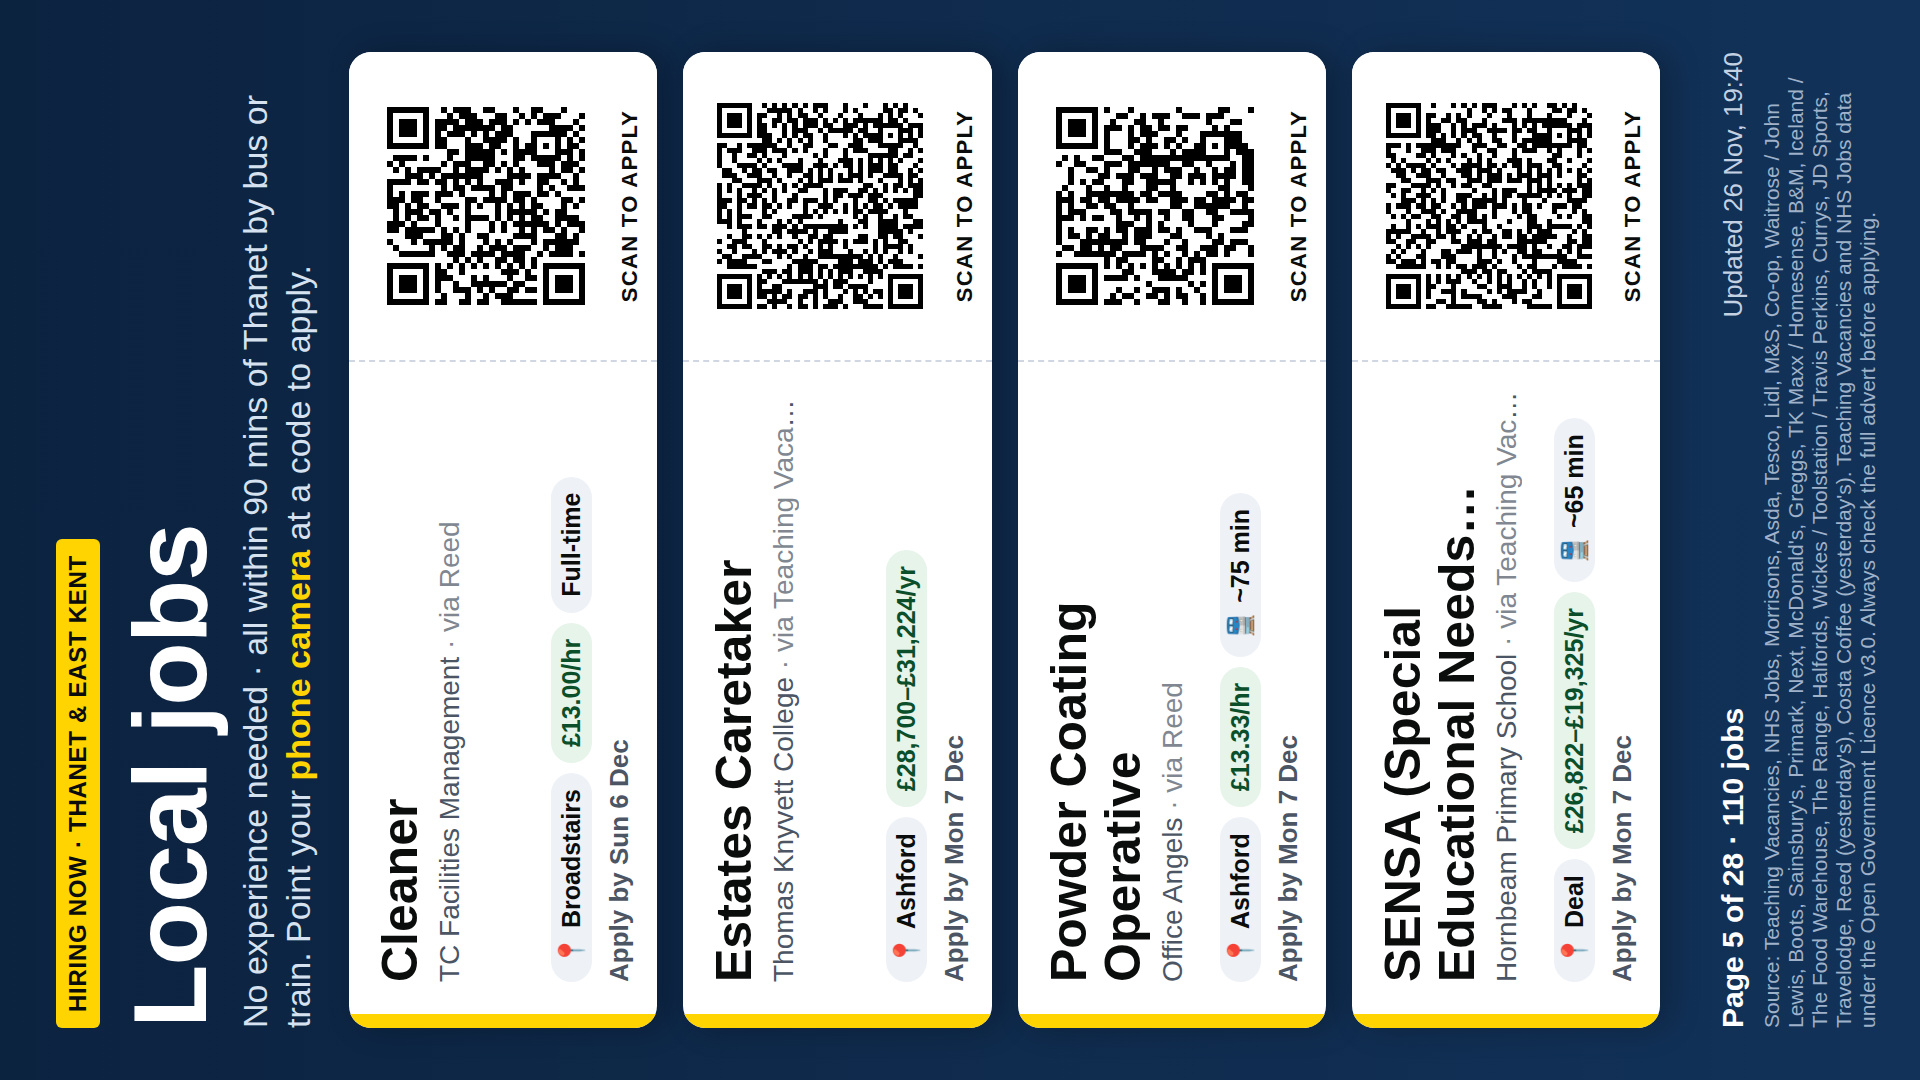 HIRING NOW · THANET & EAST KENT
Local jobs
No experience needed · all within 90 mins of Thanet by bus or
train. Point your phone camera at a code to apply.
Cleaner
TC Facilities Management · via Reed
📍 Broadstairs £13.00/hr Full-time
Apply by Sun 6 Dec
SCAN TO APPLY
Estates Caretaker
Thomas Knyvett College · via Teaching Vaca…
📍 Ashford £28,700–£31,224/yr
Apply by Mon 7 Dec
SCAN TO APPLY
Powder Coating
Operative
Office Angels · via Reed
📍 Ashford £13.33/hr 🚆 ~75 min
Apply by Mon 7 Dec
SCAN TO APPLY
SENSA (Special
Educational Needs…
Hornbeam Primary School · via Teaching Vac…
📍 Deal £26,822–£19,325/yr 🚆 ~65 min
Apply by Mon 7 Dec
SCAN TO APPLY
Page 5 of 28 · 110 jobs
Updated 26 Nov, 19:40
Source: Teaching Vacancies, NHS Jobs, Morrisons, Asda, Tesco, Lidl, M&S, Co-op, Waitrose / John
Lewis, Boots, Sainsbury's, Primark, Next, McDonald's, Greggs, TK Maxx / Homesense, B&M, Iceland /
The Food Warehouse, The Range, Halfords, Wickes / Toolstation / Travis Perkins, Currys, JD Sports,
Travelodge, Reed (yesterday's), Costa Coffee (yesterday's). Teaching Vacancies and NHS Jobs data
under the Open Government Licence v3.0. Always check the full advert before applying.